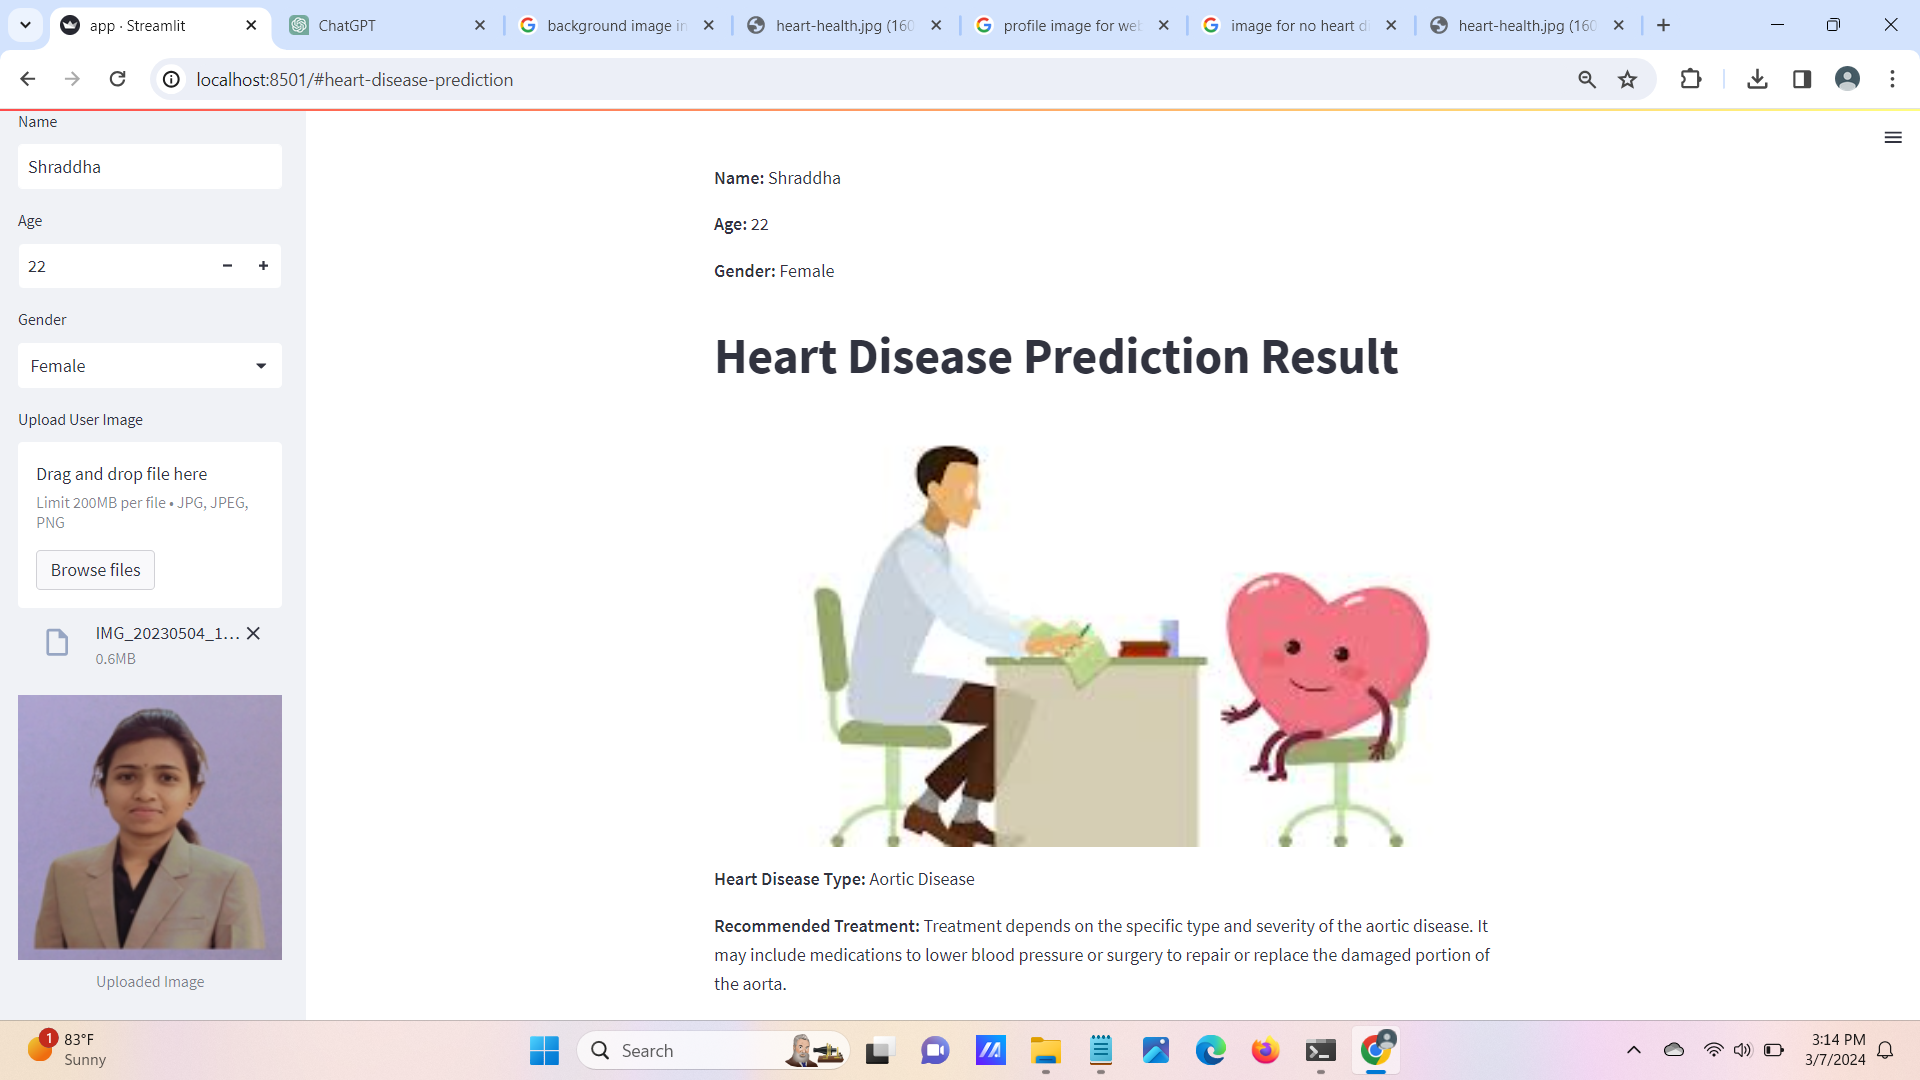 app · Streamlit
ChatGPT
background image in
heart-health.jpg (160
profile image for web
image for no heart di
heart-health.jpg (160
localhost:8501/#heart-disease-prediction
Name
Shraddha
Age
22
Gender
Female
Upload User Image
Drag and drop file here
Limit 200MB per file • JPG, JPEG,
PNG
Browse files
IMG_20230504_1...
0.6MB
Uploaded Image
Name: Shraddha
Age: 22
Gender: Female
Heart Disease Prediction Result
Heart Disease Type: Aortic Disease
Recommended Treatment: Treatment depends on the specific type and severity of the aortic disease. It
may include medications to lower blood pressure or surgery to repair or replace the damaged portion of
the aorta.
1
83°F
Sunny
Search
3:14 PM
3/7/2024